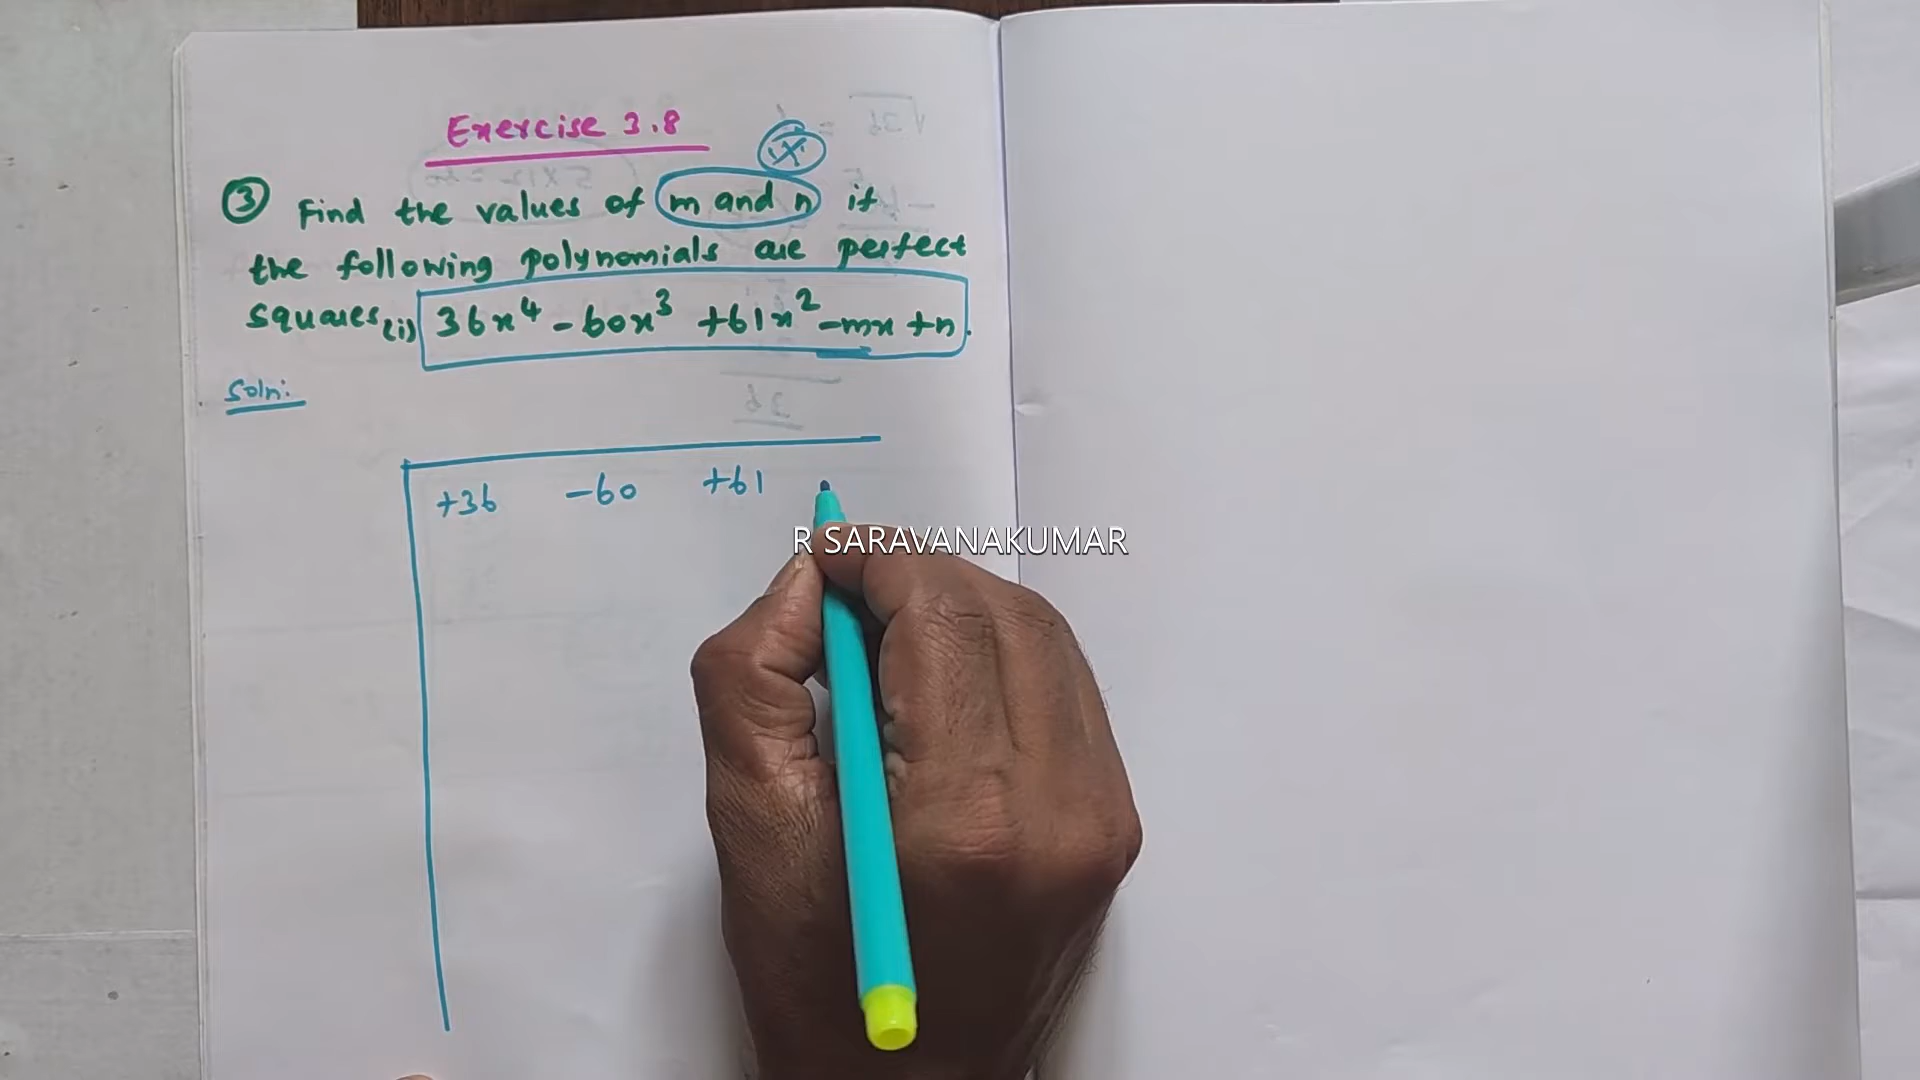 Exercise 3.8
③ Find the values of m and n if
the following polynomials are perfect
squares (i) 36x⁴ - 60x³ + 61x² - mx + n.
Soln:
+36 -60 +61
R SARAVANAKUMAR